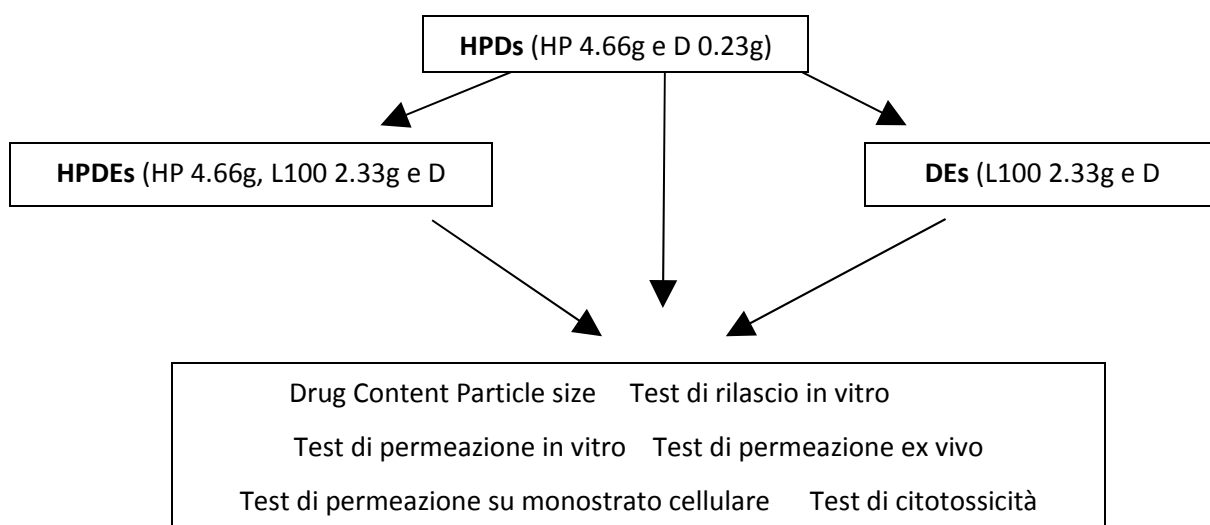 HPDs (HP 4.66g e D 0.23g)
HPDEs (HP 4.66g, L100 2.33g e D
DEs (L100 2.33g e D
Drug Content Particle size Test di rilascio in vitro
Test di permeazione in vitro Test di permeazione ex vivo
Test di permeazione su monostrato cellulare Test di citotossicità